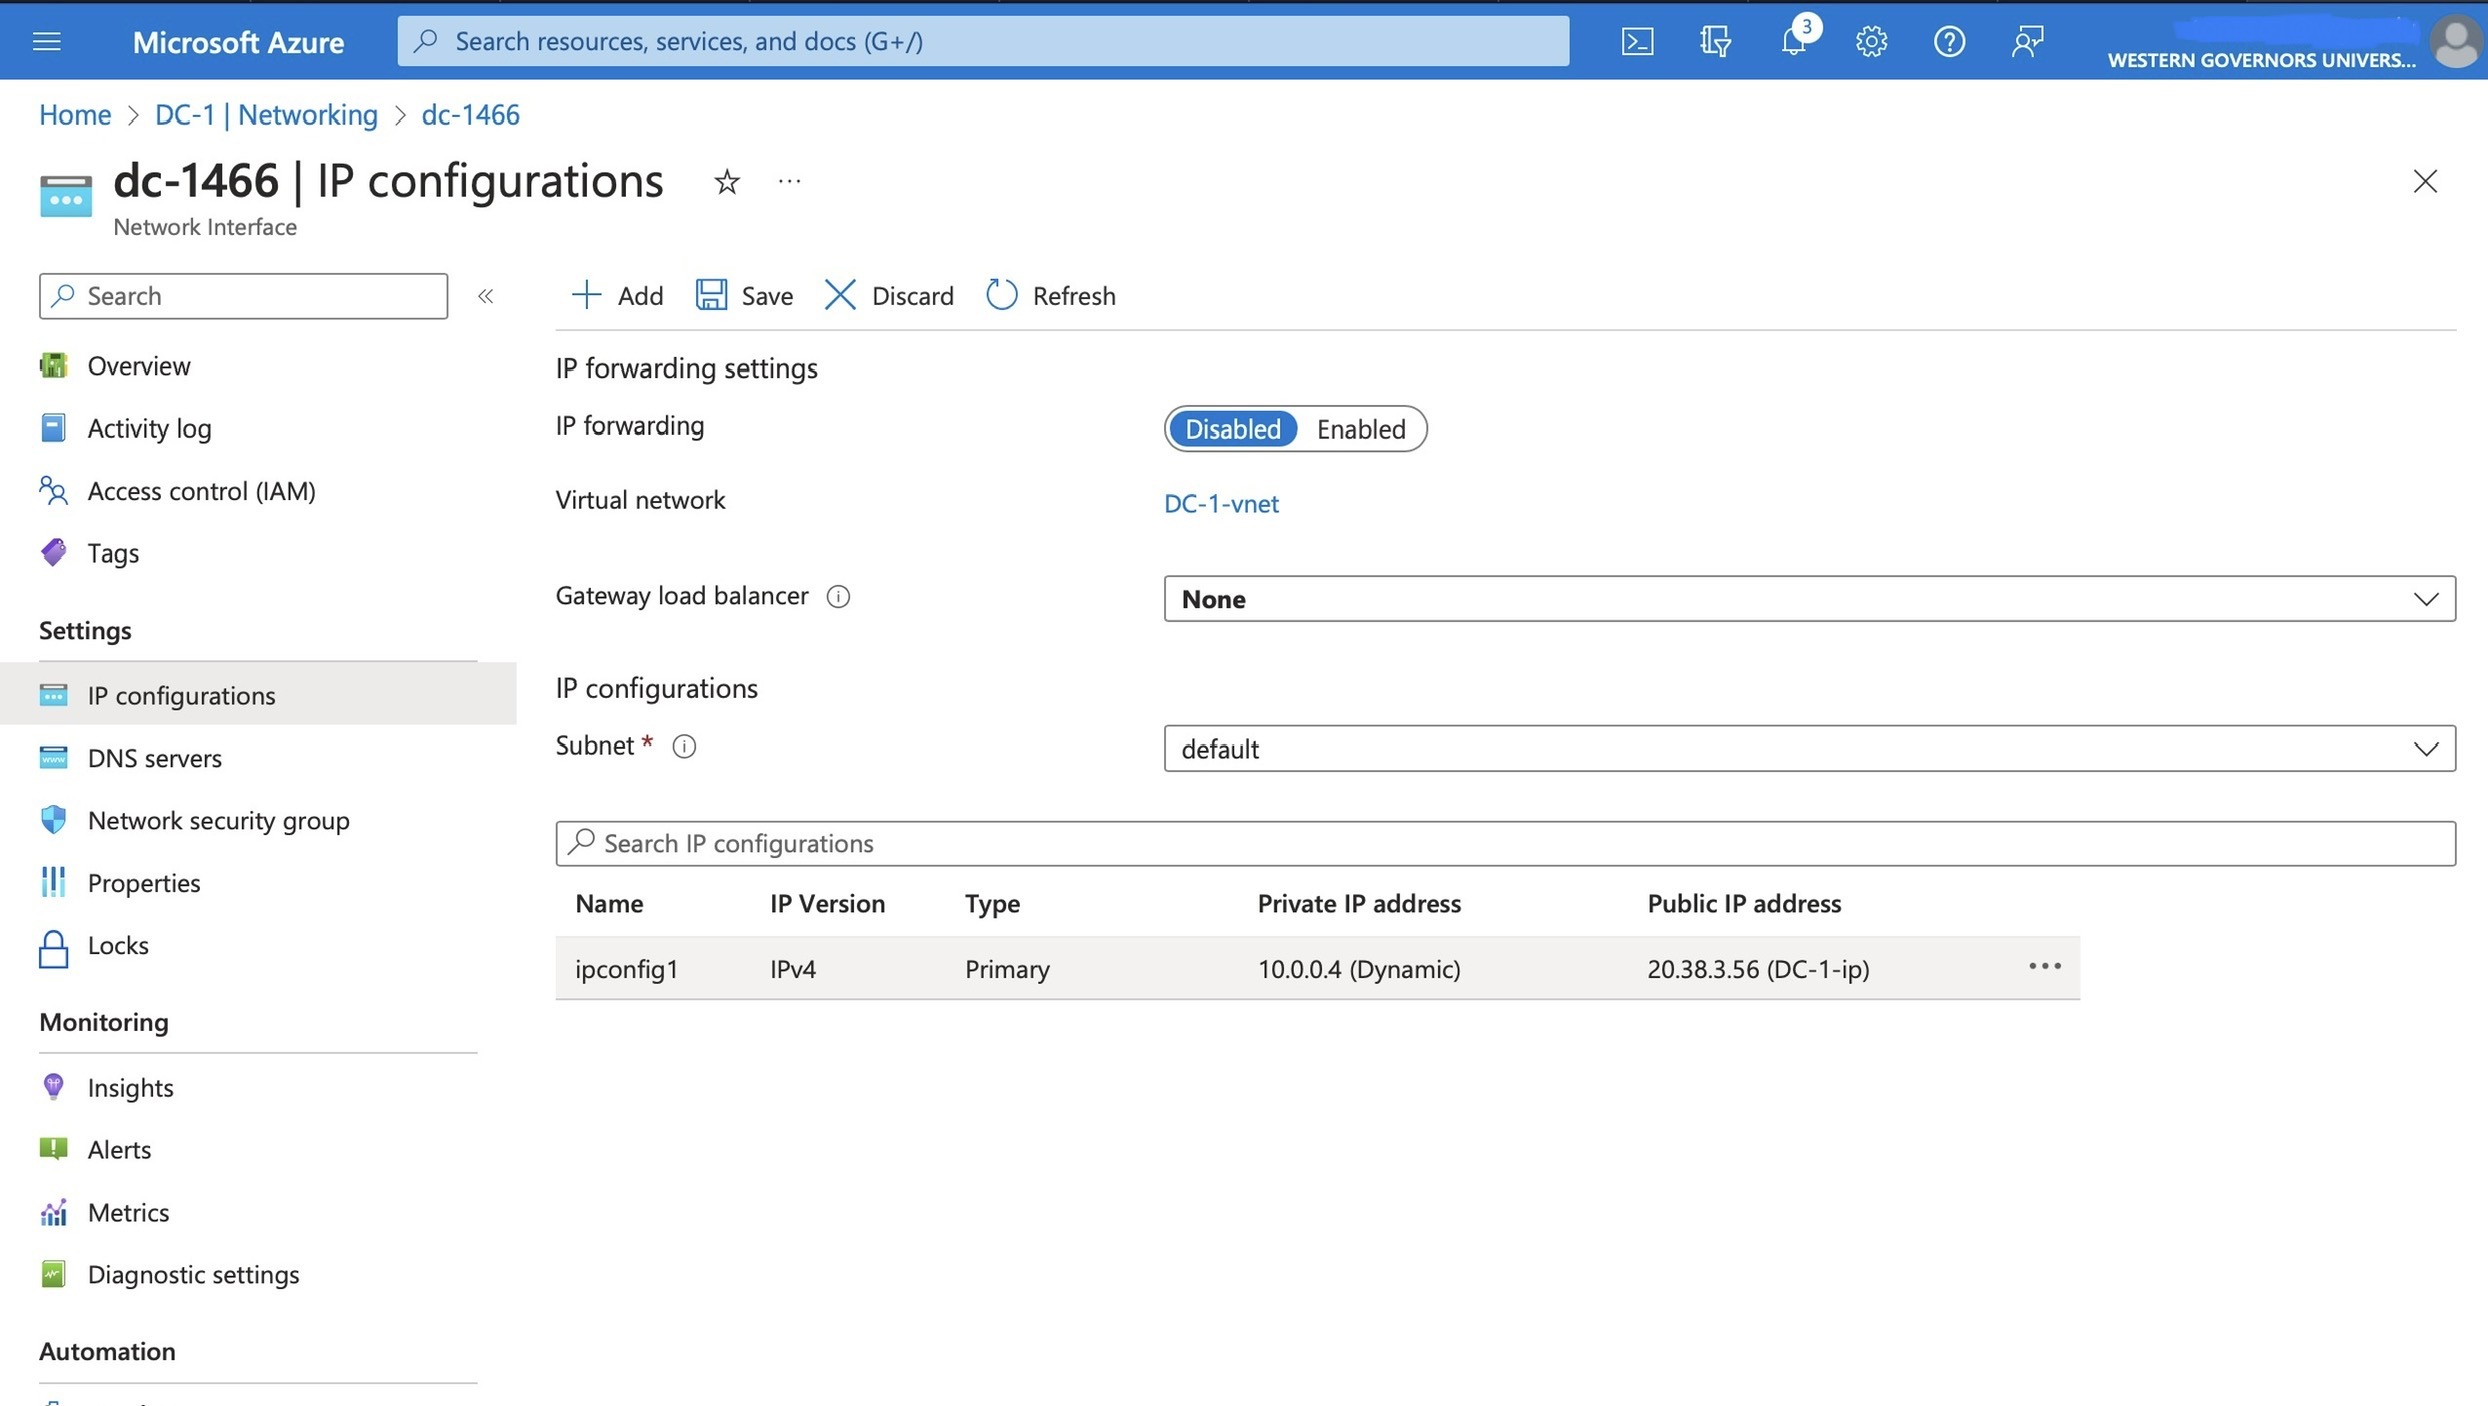 Microsoft Azure
Search resources, services, and docs (G+/)
3
WESTERN GOVERNORS UNIVERS...
Home > DC-1 | Networking > dc-1466
dc-1466 | IP configurations
Network Interface
Search
Add
Save
Discard
Refresh
Overview
Activity log
Access control (IAM)
Tags
Settings
IP configurations
DNS servers
Network security group
Properties
Locks
Monitoring
Insights
Alerts
Metrics
Diagnostic settings
Automation
IP forwarding settings
IP forwarding
Disabled Enabled
Virtual network
DC-1-vnet
Gateway load balancer
None
IP configurations
Subnet *
default
Search IP configurations
Name IP Version Type Private IP address Public IP address
ipconfig1 IPv4 Primary 10.0.0.4 (Dynamic) 20.38.3.56 (DC-1-ip)